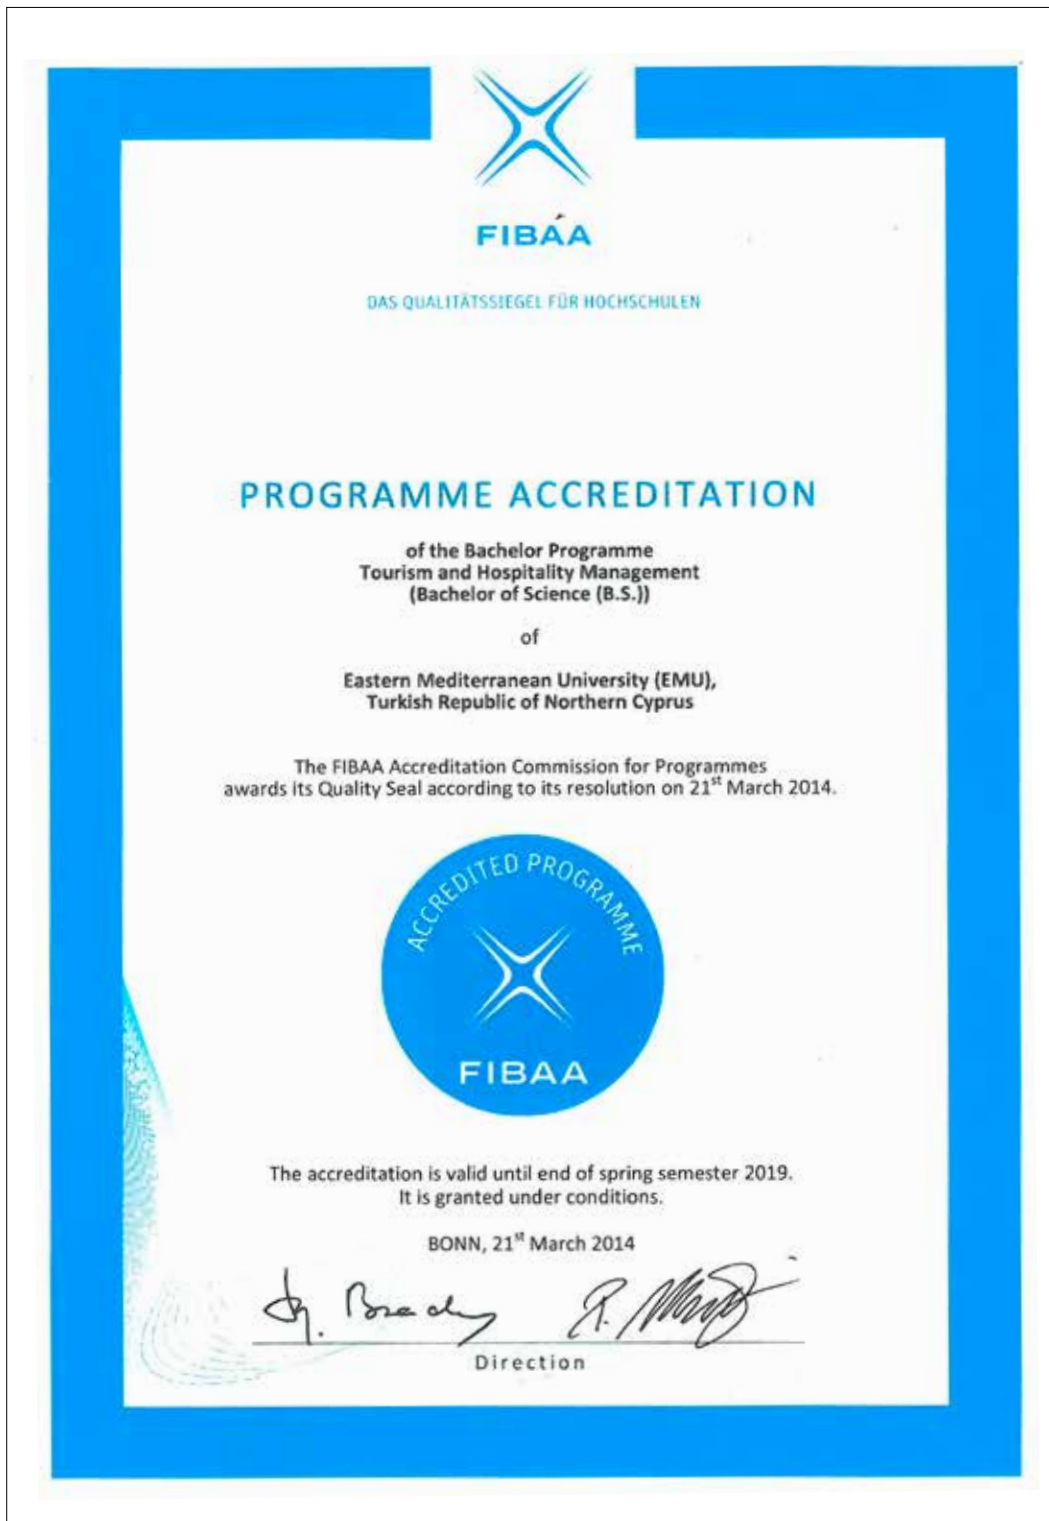 FIBAA
DAS QUALITÄTSSIEGEL FÜR HOCHSCHULEN
PROGRAMME ACCREDITATION
of the Bachelor Programme
Tourism and Hospitality Management
(Bachelor of Science (B.S.))
of
Eastern Mediterranean University (EMU),
Turkish Republic of Northern Cyprus
The FIBAA Accreditation Commission for Programmes
awards its Quality Seal according to its resolution on 21st March 2014.
ACCREDITED PROGRAMME
FIBAA
The accreditation is valid until end of spring semester 2019.
It is granted under conditions.
BONN, 21st March 2014
Direction